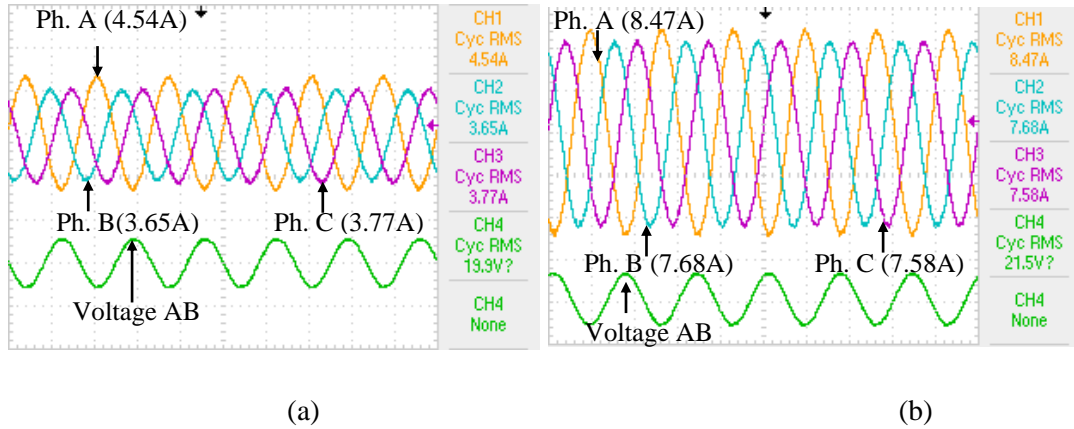 Ph. A (4.54A)
CH1
Cyc RMS
4.54A
CH2
Cyc RMS
3.65A
CH3
Cyc RMS
3.77A
Ph. B(3.65A)
Ph. C (3.77A)
CH4
Cyc RMS
19.9V?
Voltage AB
CH4
None
(a)
Ph. A (8.47A)
CH1
Cyc RMS
8.47A
CH2
Cyc RMS
7.68A
CH3
Cyc RMS
7.58A
Ph. B (7.68A)
Ph. C (7.58A)
CH4
Cyc RMS
21.5V?
Voltage AB
CH4
None
(b)